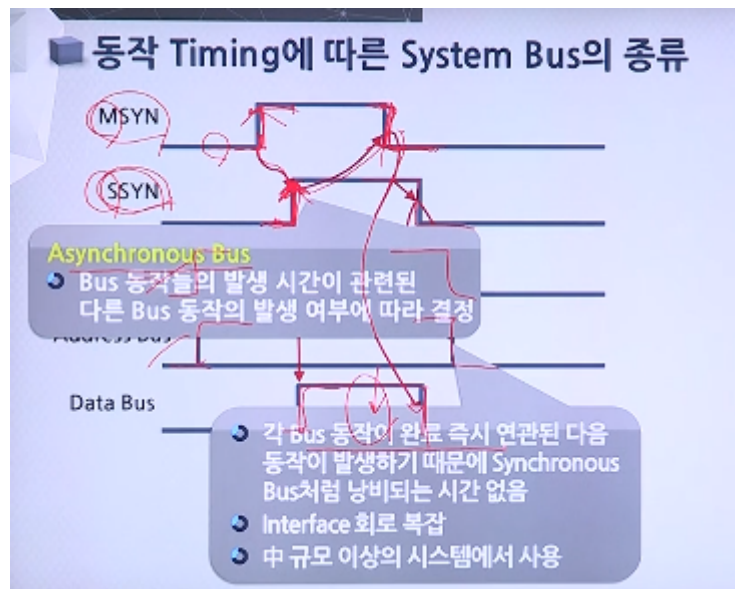 동작 Timing에 따른 System Bus의 종류
MSYN
SSYN
Asynchronous Bus
Bus 동작들의 발생 시간이 관련된
다른 Bus 동작의 발생 여부에 따라 결정
Address Bus
Data Bus
각 Bus 동작이 완료 즉시 연관된 다음
동작이 발생하기 때문에 Synchronous
Bus처럼 낭비되는 시간 없음
Interface 회로 복잡
中 규모 이상의 시스템에서 사용